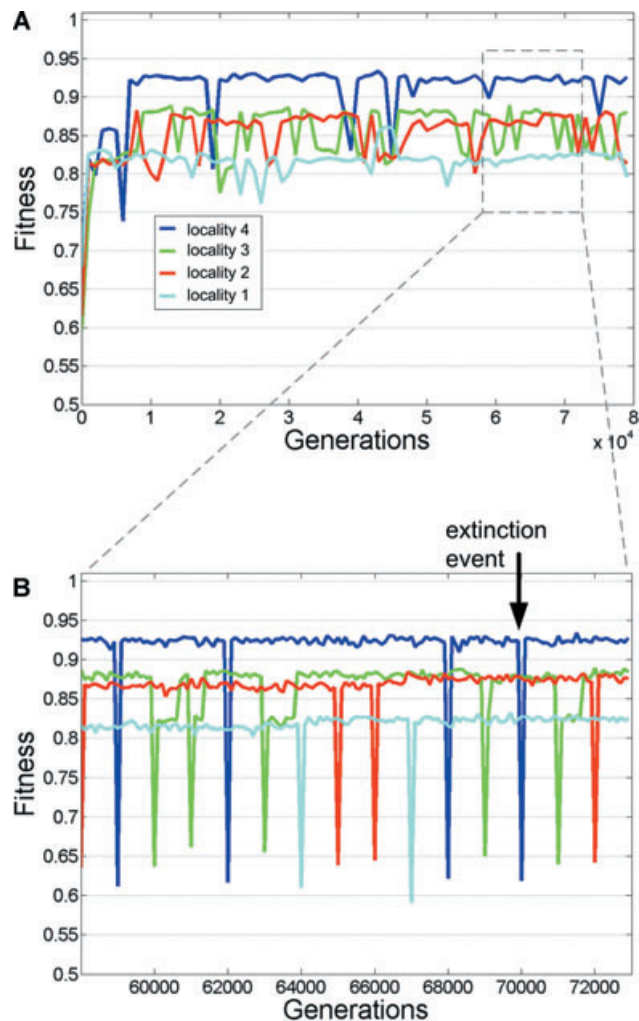 A
1
0.95
0.9
0.85
0.8
0.75
0.7
0.65
0.6
0.55
0.5
Fitness
locality 4
locality 3
locality 2
locality 1
0 1 2 3 4 5 6 7 8
Generations
x 10^4
extinction
event
B
1
0.95
0.9
0.85
0.8
0.75
0.7
0.65
0.6
0.55
0.5
Fitness
60000 62000 64000 66000 68000 70000 72000
Generations